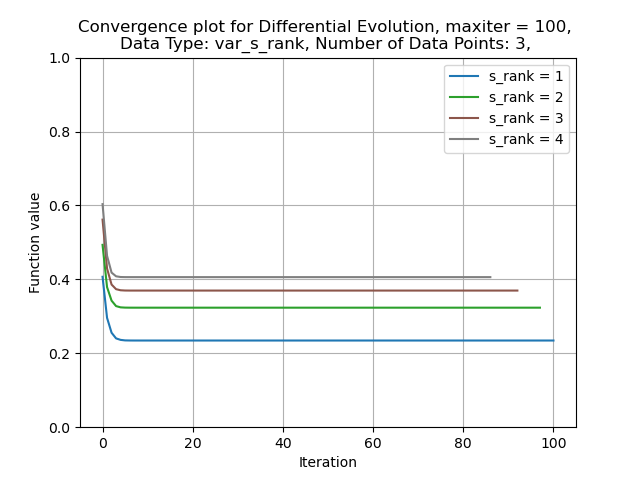 Convergence plot for Differential Evolution, maxiter = 100,
Data Type: var_s_rank, Number of Data Points: 3,
1.0
0.8
0.6
0.4
0.2
0.0
Function value
s_rank = 1
s_rank = 2
s_rank = 3
s_rank = 4
0 20 40 60 80 100
Iteration